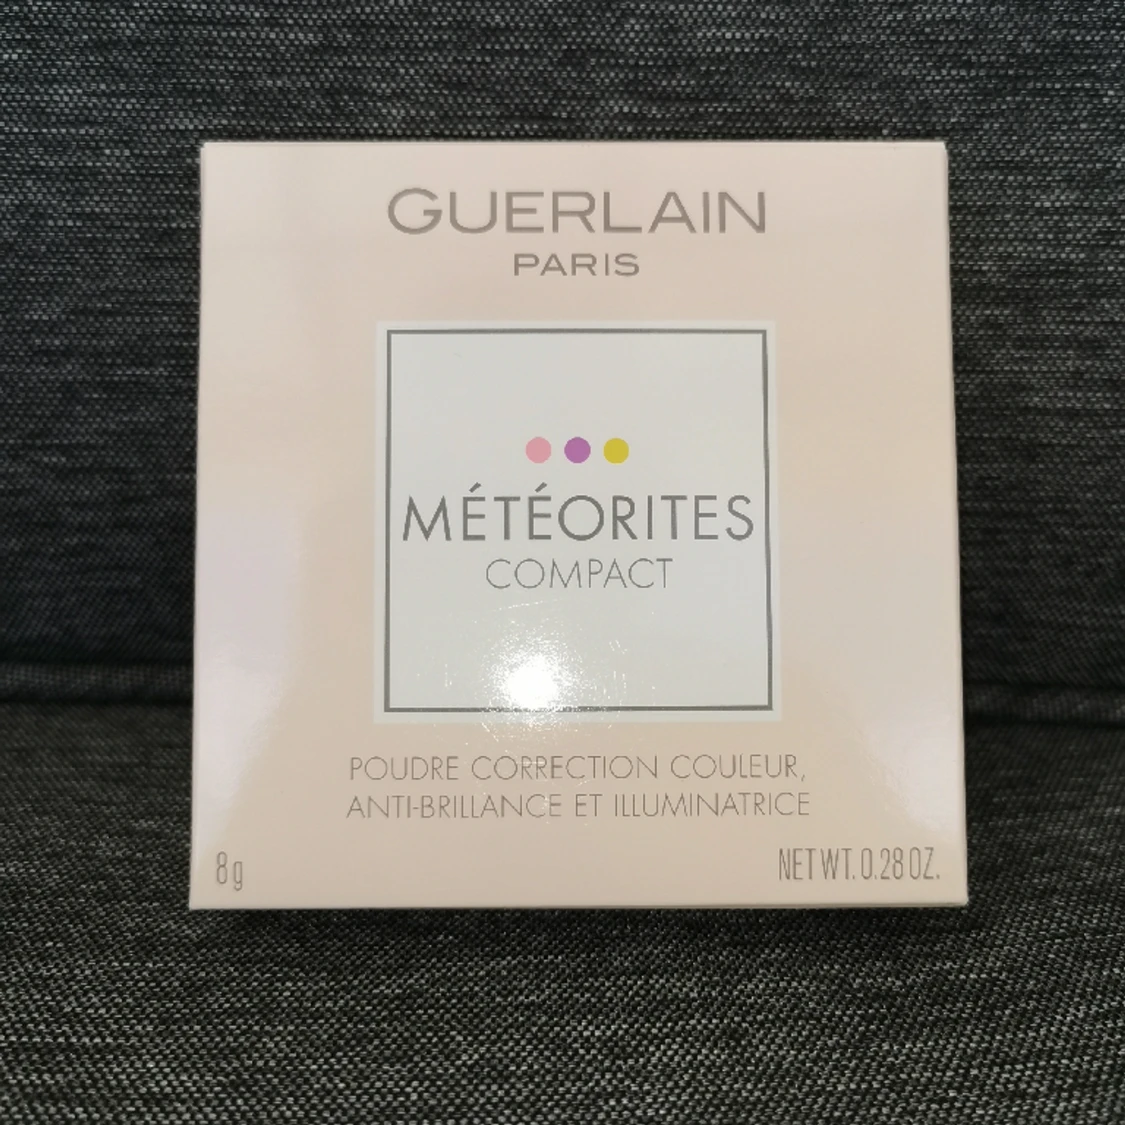 GUERLAIN
PARIS
MÉTÉORITES
COMPACT
POUDRE CORRECTION COULEUR,
ANTI-BRILLANCE ET ILLUMINATRICE
8g
NET WT. 0.28 OZ.